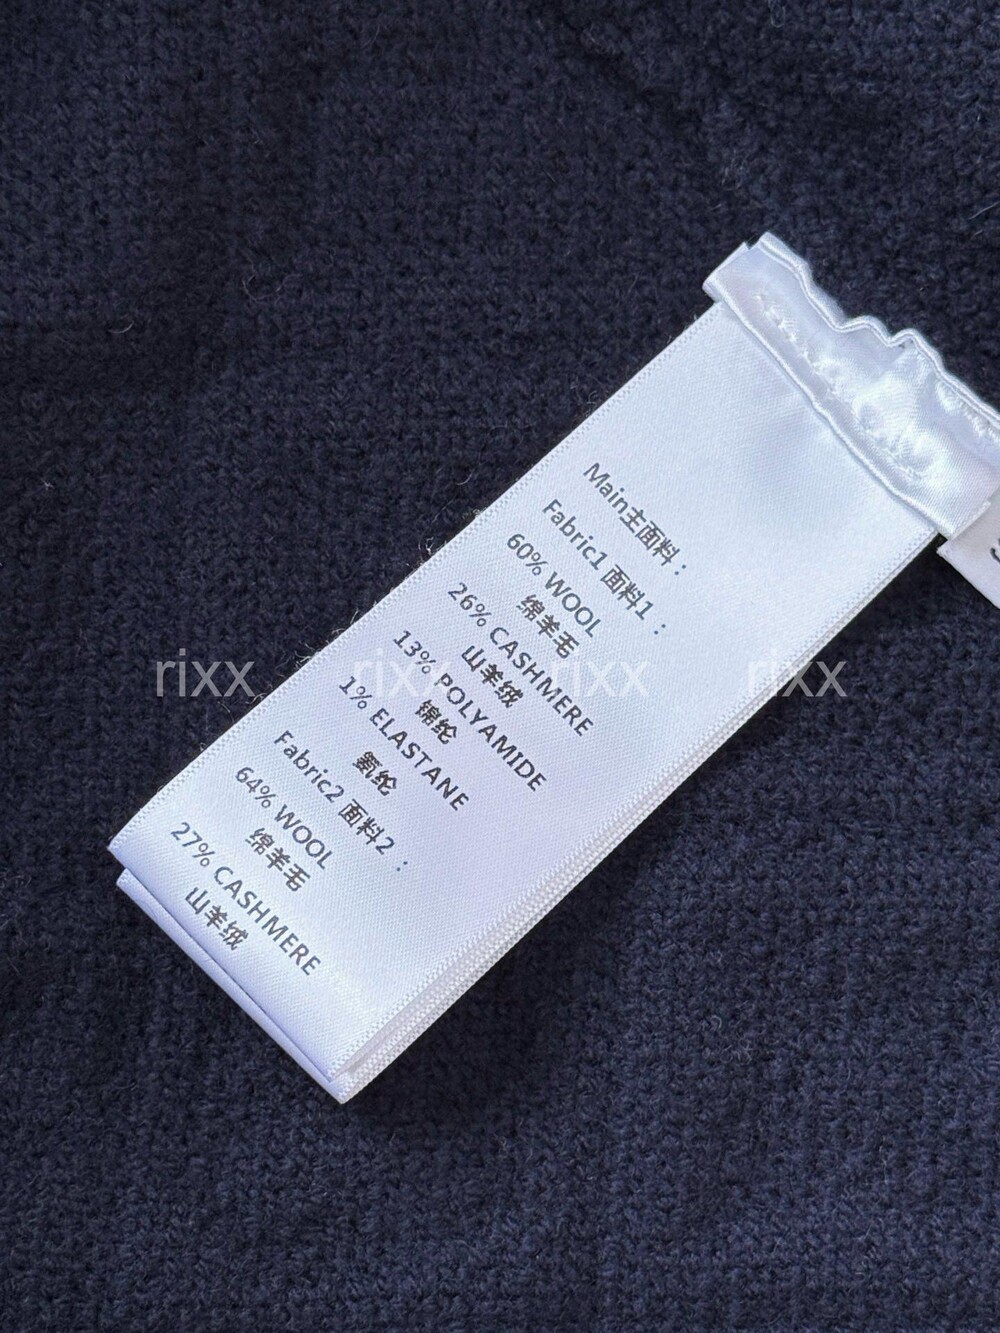 Main主面料：
Fabric1 面料1：
60% WOOL
绵羊毛
26% CASHMERE
山羊绒
13% POLYAMIDE
锦纶
1% ELASTANE
氨纶
Fabric2 面料2：
64% WOOL
绵羊毛
27% CASHMERE
山羊绒
rixx rixx rixx rixx